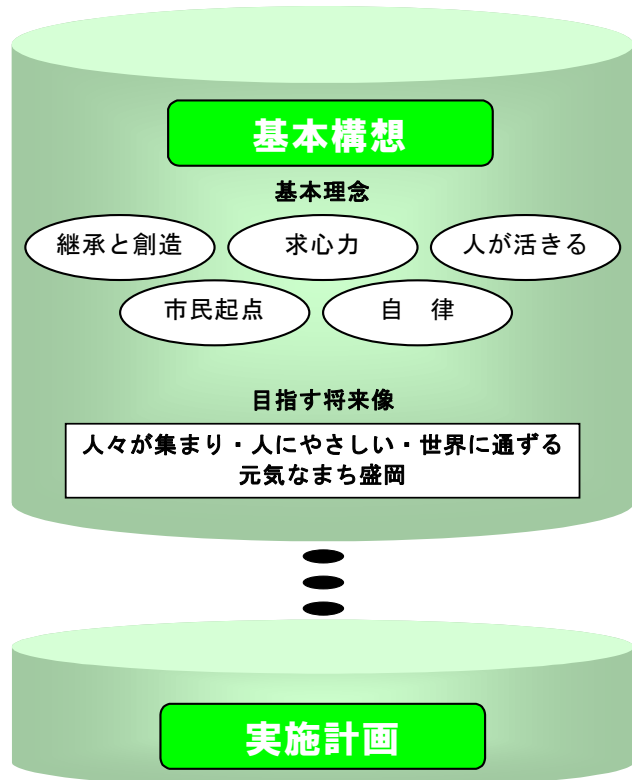 基本構想
基本理念
継承と創造
求心力
人が活きる
市民起点
自　律
目指す将来像
人々が集まり・人にやさしい・世界に通ずる
元気なまち盛岡
実施計画